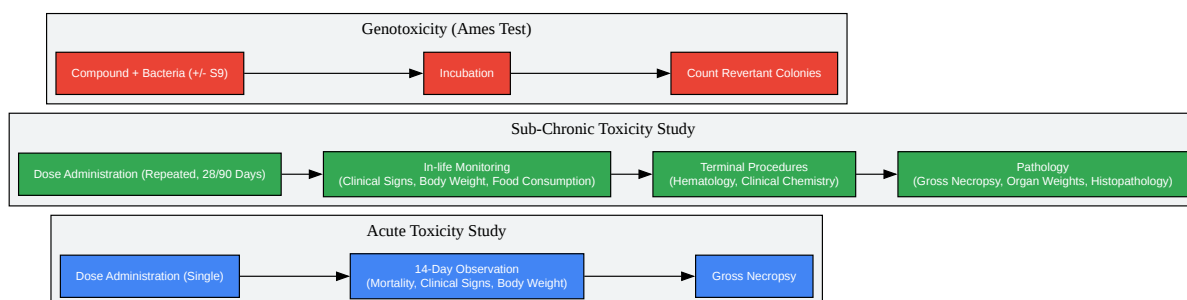 Genotoxicity (Ames Test)
Compound + Bacteria (+/- S9)
Incubation
Count Revertant Colonies
Sub-Chronic Toxicity Study
Dose Administration (Repeated, 28/90 Days)
In-life Monitoring
(Clinical Signs, Body Weight, Food Consumption)
Terminal Procedures
(Hematology, Clinical Chemistry)
Pathology
(Gross Necropsy, Organ Weights, Histopathology)
Acute Toxicity Study
Dose Administration (Single)
14-Day Observation
(Mortality, Clinical Signs, Body Weight)
Gross Necropsy